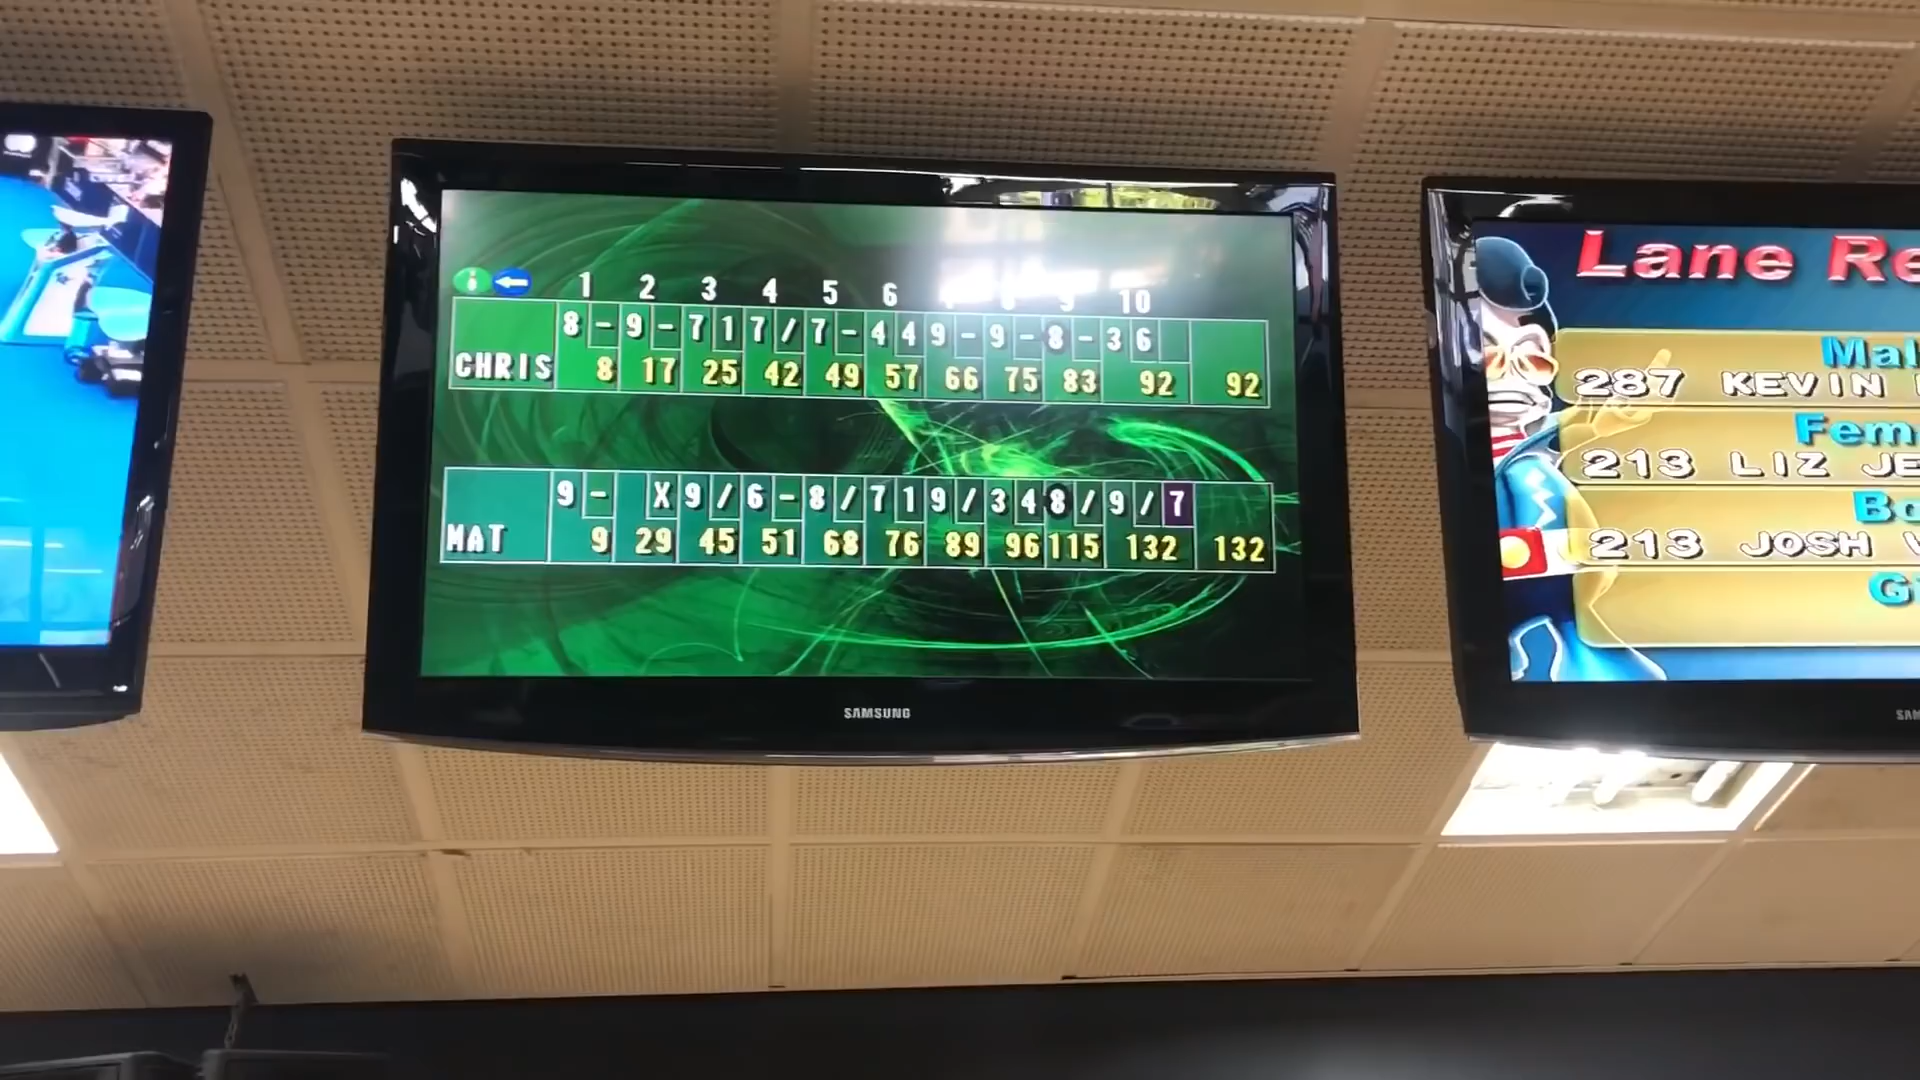 1 2 3 4 5 6 10
8 - 9 - 7 1 7 / 7 - 4 4 9 - 9 - 8 - 3 6
CHRIS 8 17 25 42 49 57 66 75 83 92 92
9 - X 9 / 6 - 8 / 7 1 9 / 3 4 8 / 9 / 7
MAT 9 29 45 51 68 76 89 96 115 132 132
SAMSUNG
Lane Re
Mal
287 KEVIN
Fem
213 LIZ JE
Bo
213 JOSH
Gi
SAM